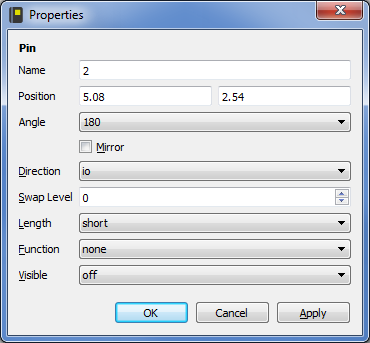 Properties
Pin
Name 2
Position 5.08 2.54
Angle 180
Mirror
Direction io
Swap Level 0
Length short
Function none
Visible off
OK Cancel Apply